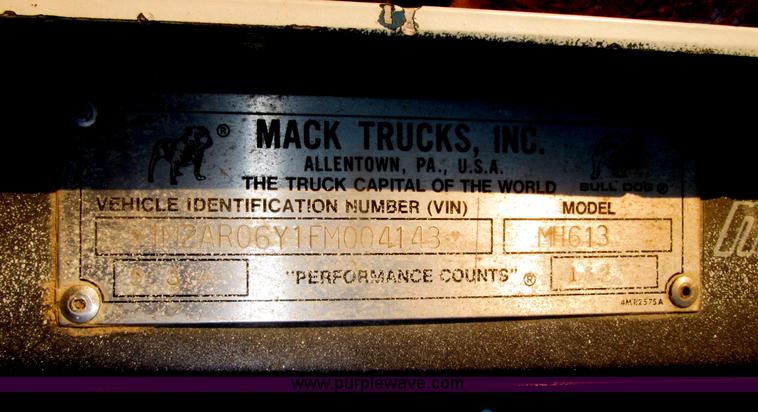 MACK TRUCKS, INC.
ALLENTOWN, PA., U.S.A.
THE TRUCK CAPITAL OF THE WORLD
BULL DOG ®
VEHICLE IDENTIFICATION NUMBER (VIN) MODEL
1M2AR06Y1FM004143 MH613
"PERFORMANCE COUNTS" ®
4MR2575A
www.purplewave.com